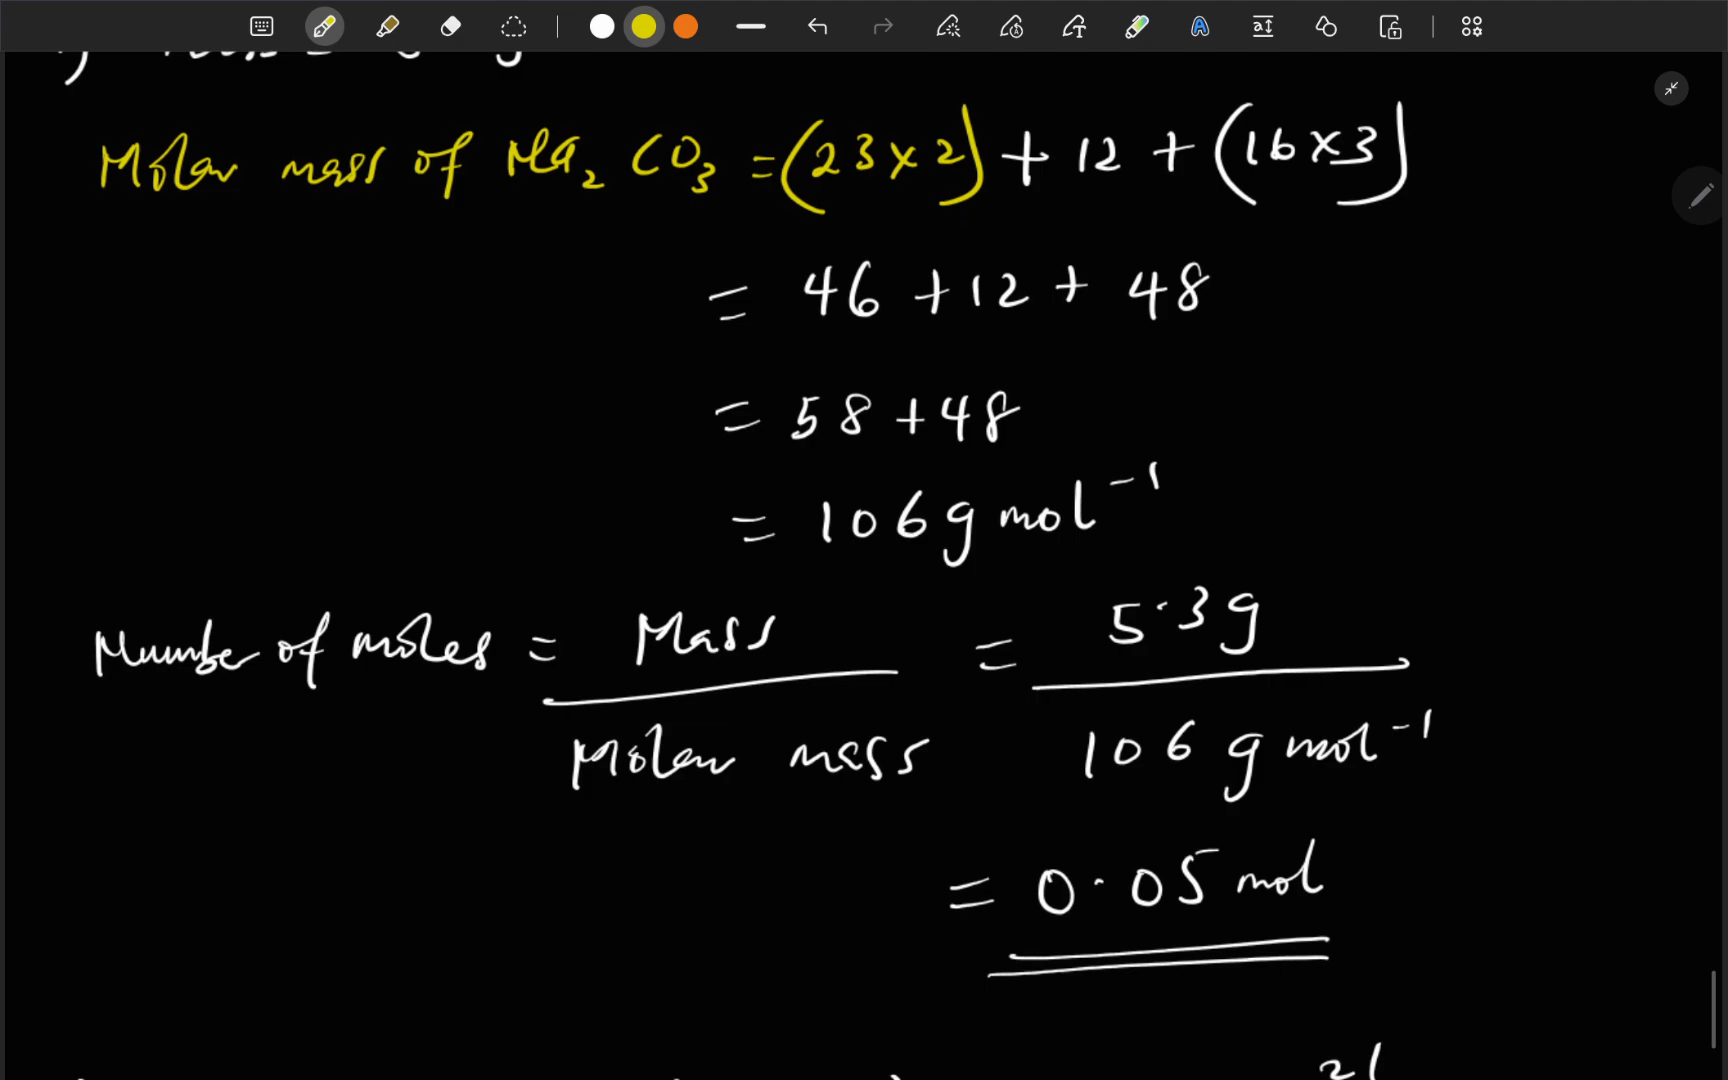 Molar mass of Na₂CO₃ = (23×2) + 12 + (16×3)
= 46 + 12 + 48
= 58 + 48
= 106 g mol⁻¹
Number of moles = Mass / Molar mass = 5.3 g / 106 g mol⁻¹
= 0.05 mol